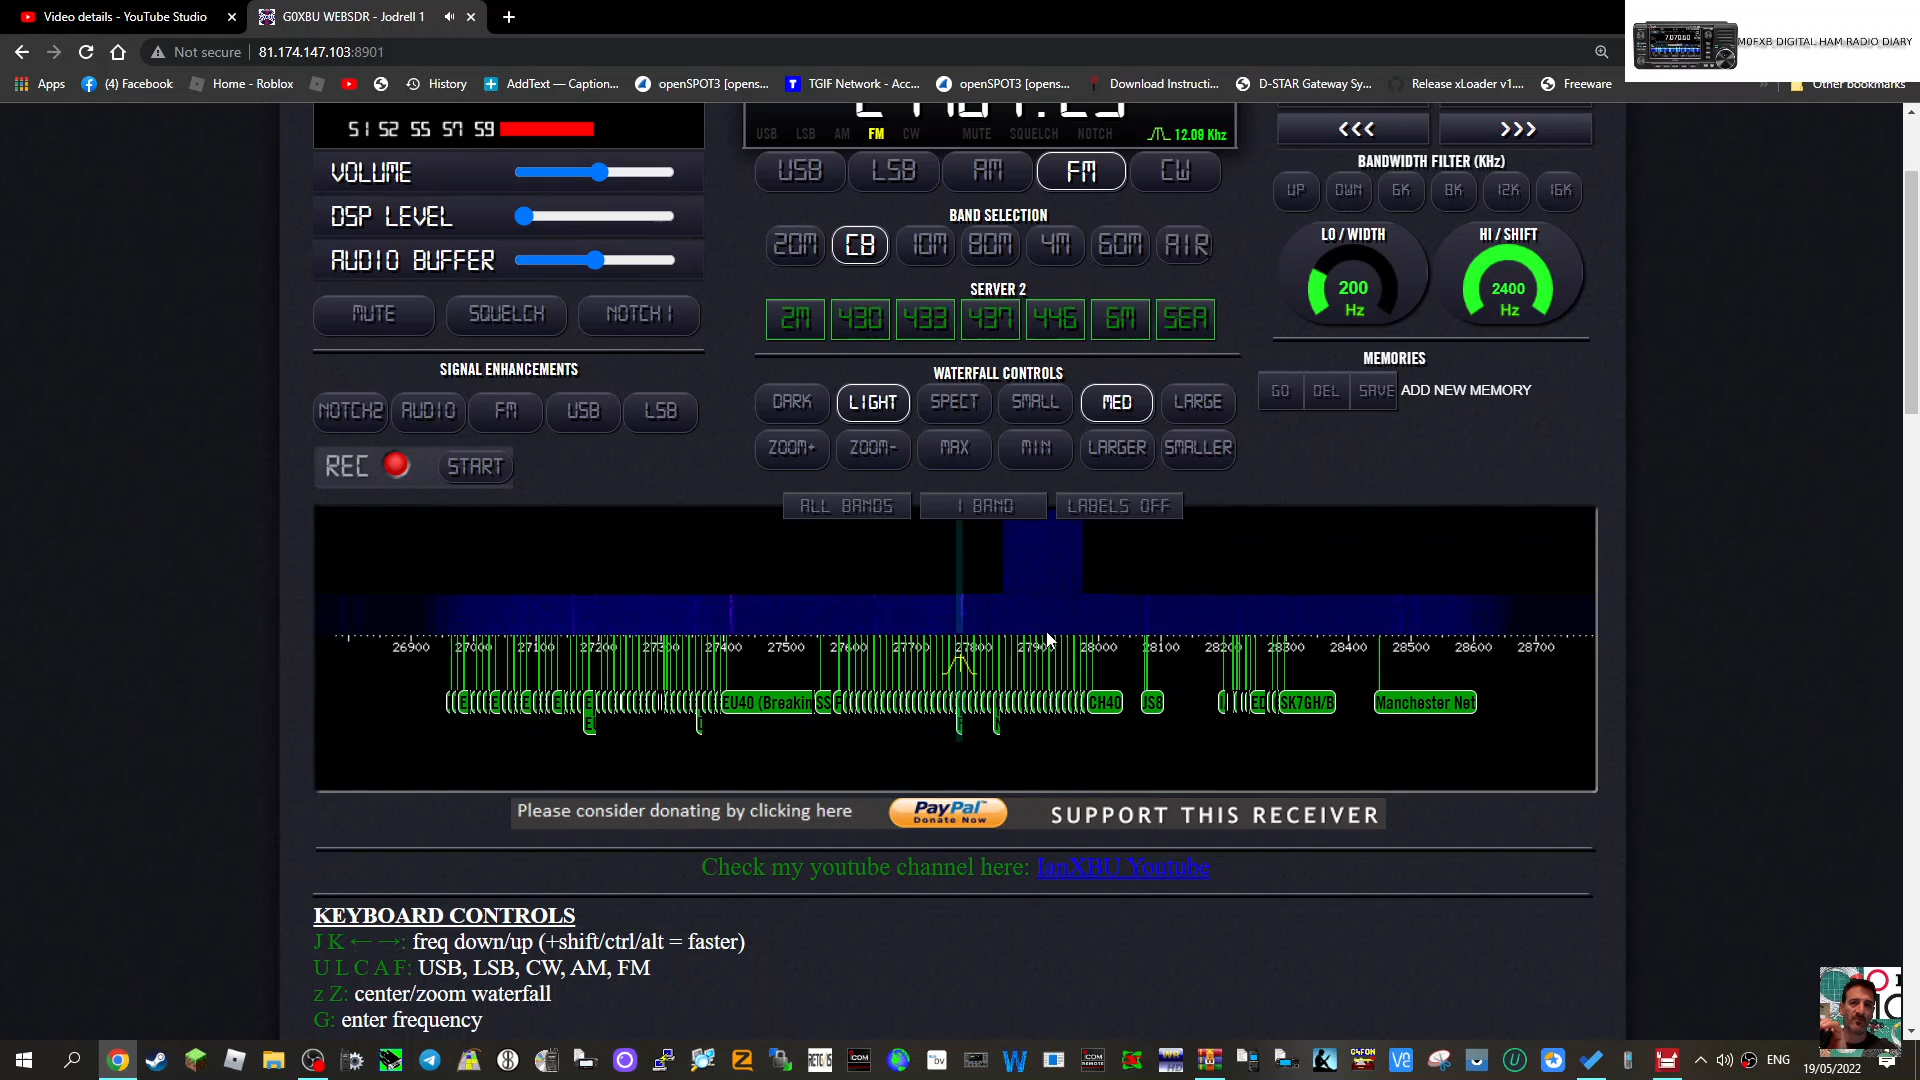 Video details - YouTube Studio
G0XBU WEBSDR - Jodrell 1
Not secure
81.174.147.103:8901
M0FXB DIGITAL HAM RADIO DIARY
Apps
(4) Facebook
Home - Roblox
History
AddText — Caption...
openSPOT3 [opens...
TGIF Network - Acc...
openSPOT3 [opens...
Download Instructi...
D-STAR Gateway Sy...
Release xLoader v1....
Freeware
Other bookmarks
S1 S2 S5 S7 S9
USB LSB AM FM CW MUTE SQUELCH NOTCH 12.09 Khz
<<< >>>
VOLUME
USB LSB AM FM CW
BANDWIDTH FILTER (KHz)
UP DWN 6K 8K 12K 16K
DSP LEVEL
BAND SELECTION
20M CB 10M 80M 4M 60M AIR
LO / WIDTH HI / SHIFT
AUDIO BUFFER
200 Hz
2400 Hz
SERVER 2
MUTE SQUELCH NOTCH1
2M 430 433 437 446 6M SEA
SIGNAL ENHANCEMENTS
WATERFALL CONTROLS
MEMORIES
NOTCH2 AUDIO FM USB LSB
DARK LIGHT SPECT SMALL MED LARGE
GO DEL SAVE ADD NEW MEMORY
ZOOM+ ZOOM- MAX MIN LARGER SMALLER
REC START
ALL BANDS 1 BAND LABELS OFF
26900 27000 27100 27200 27300 27400 27500 27600 27700 27800 27900 28000 28100 28200 28300 28400 28500 28600 28700
EU40 (Breakin
CH40
JS8
SK7GH/B
Manchester Net
Please consider donating by clicking here
PayPal
Donate Now
SUPPORT THIS RECEIVER
Check my youtube channel here: IanXBU Youtube
KEYBOARD CONTROLS
J K ← →: freq down/up (+shift/ctrl/alt = faster)
U L C A F: USB, LSB, CW, AM, FM
z Z: center/zoom waterfall
G: enter frequency
ENG
19/05/2022